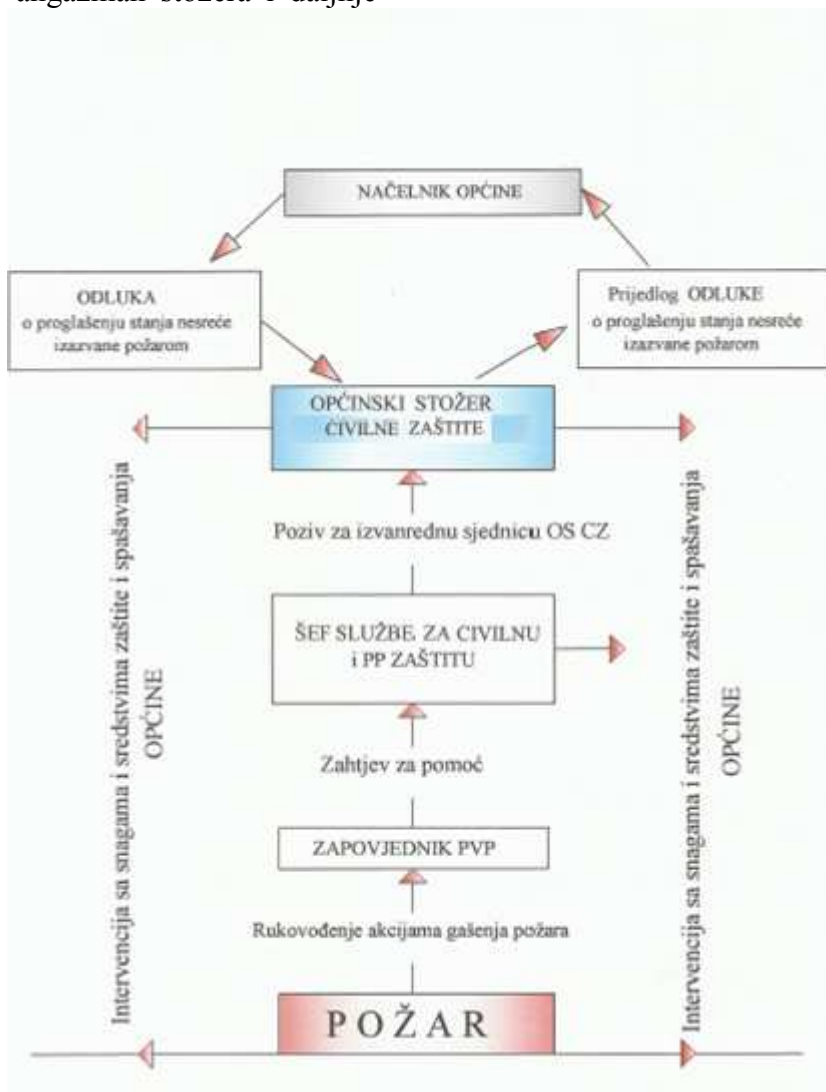 angažman stožera i daljnje
NAČELNIK OPĆINE
ODLUKA
o proglašenju stanja nesreće
izazvane požarom
Prijedlog ODLUKE
o proglašenju stanja nesreće
izazvane požarom
OPĆINSKI STOŽER
CIVILNE ZAŠTITE
Intervencija sa snagama i sredstvima zaštite i spašavanja
OPĆINE
Poziv za izvanrednu sjednicu OS CZ
ŠEF SLUŽBE ZA CIVILNU
i PP ZAŠTITU
Zahtjev za pomoć
ZAPOVJEDNIK PVP
Rukovođenje akcijama gašenja požara
POŽAR
Intervencija sa snagama i sredstvima zaštite i spašavanja
OPĆINE